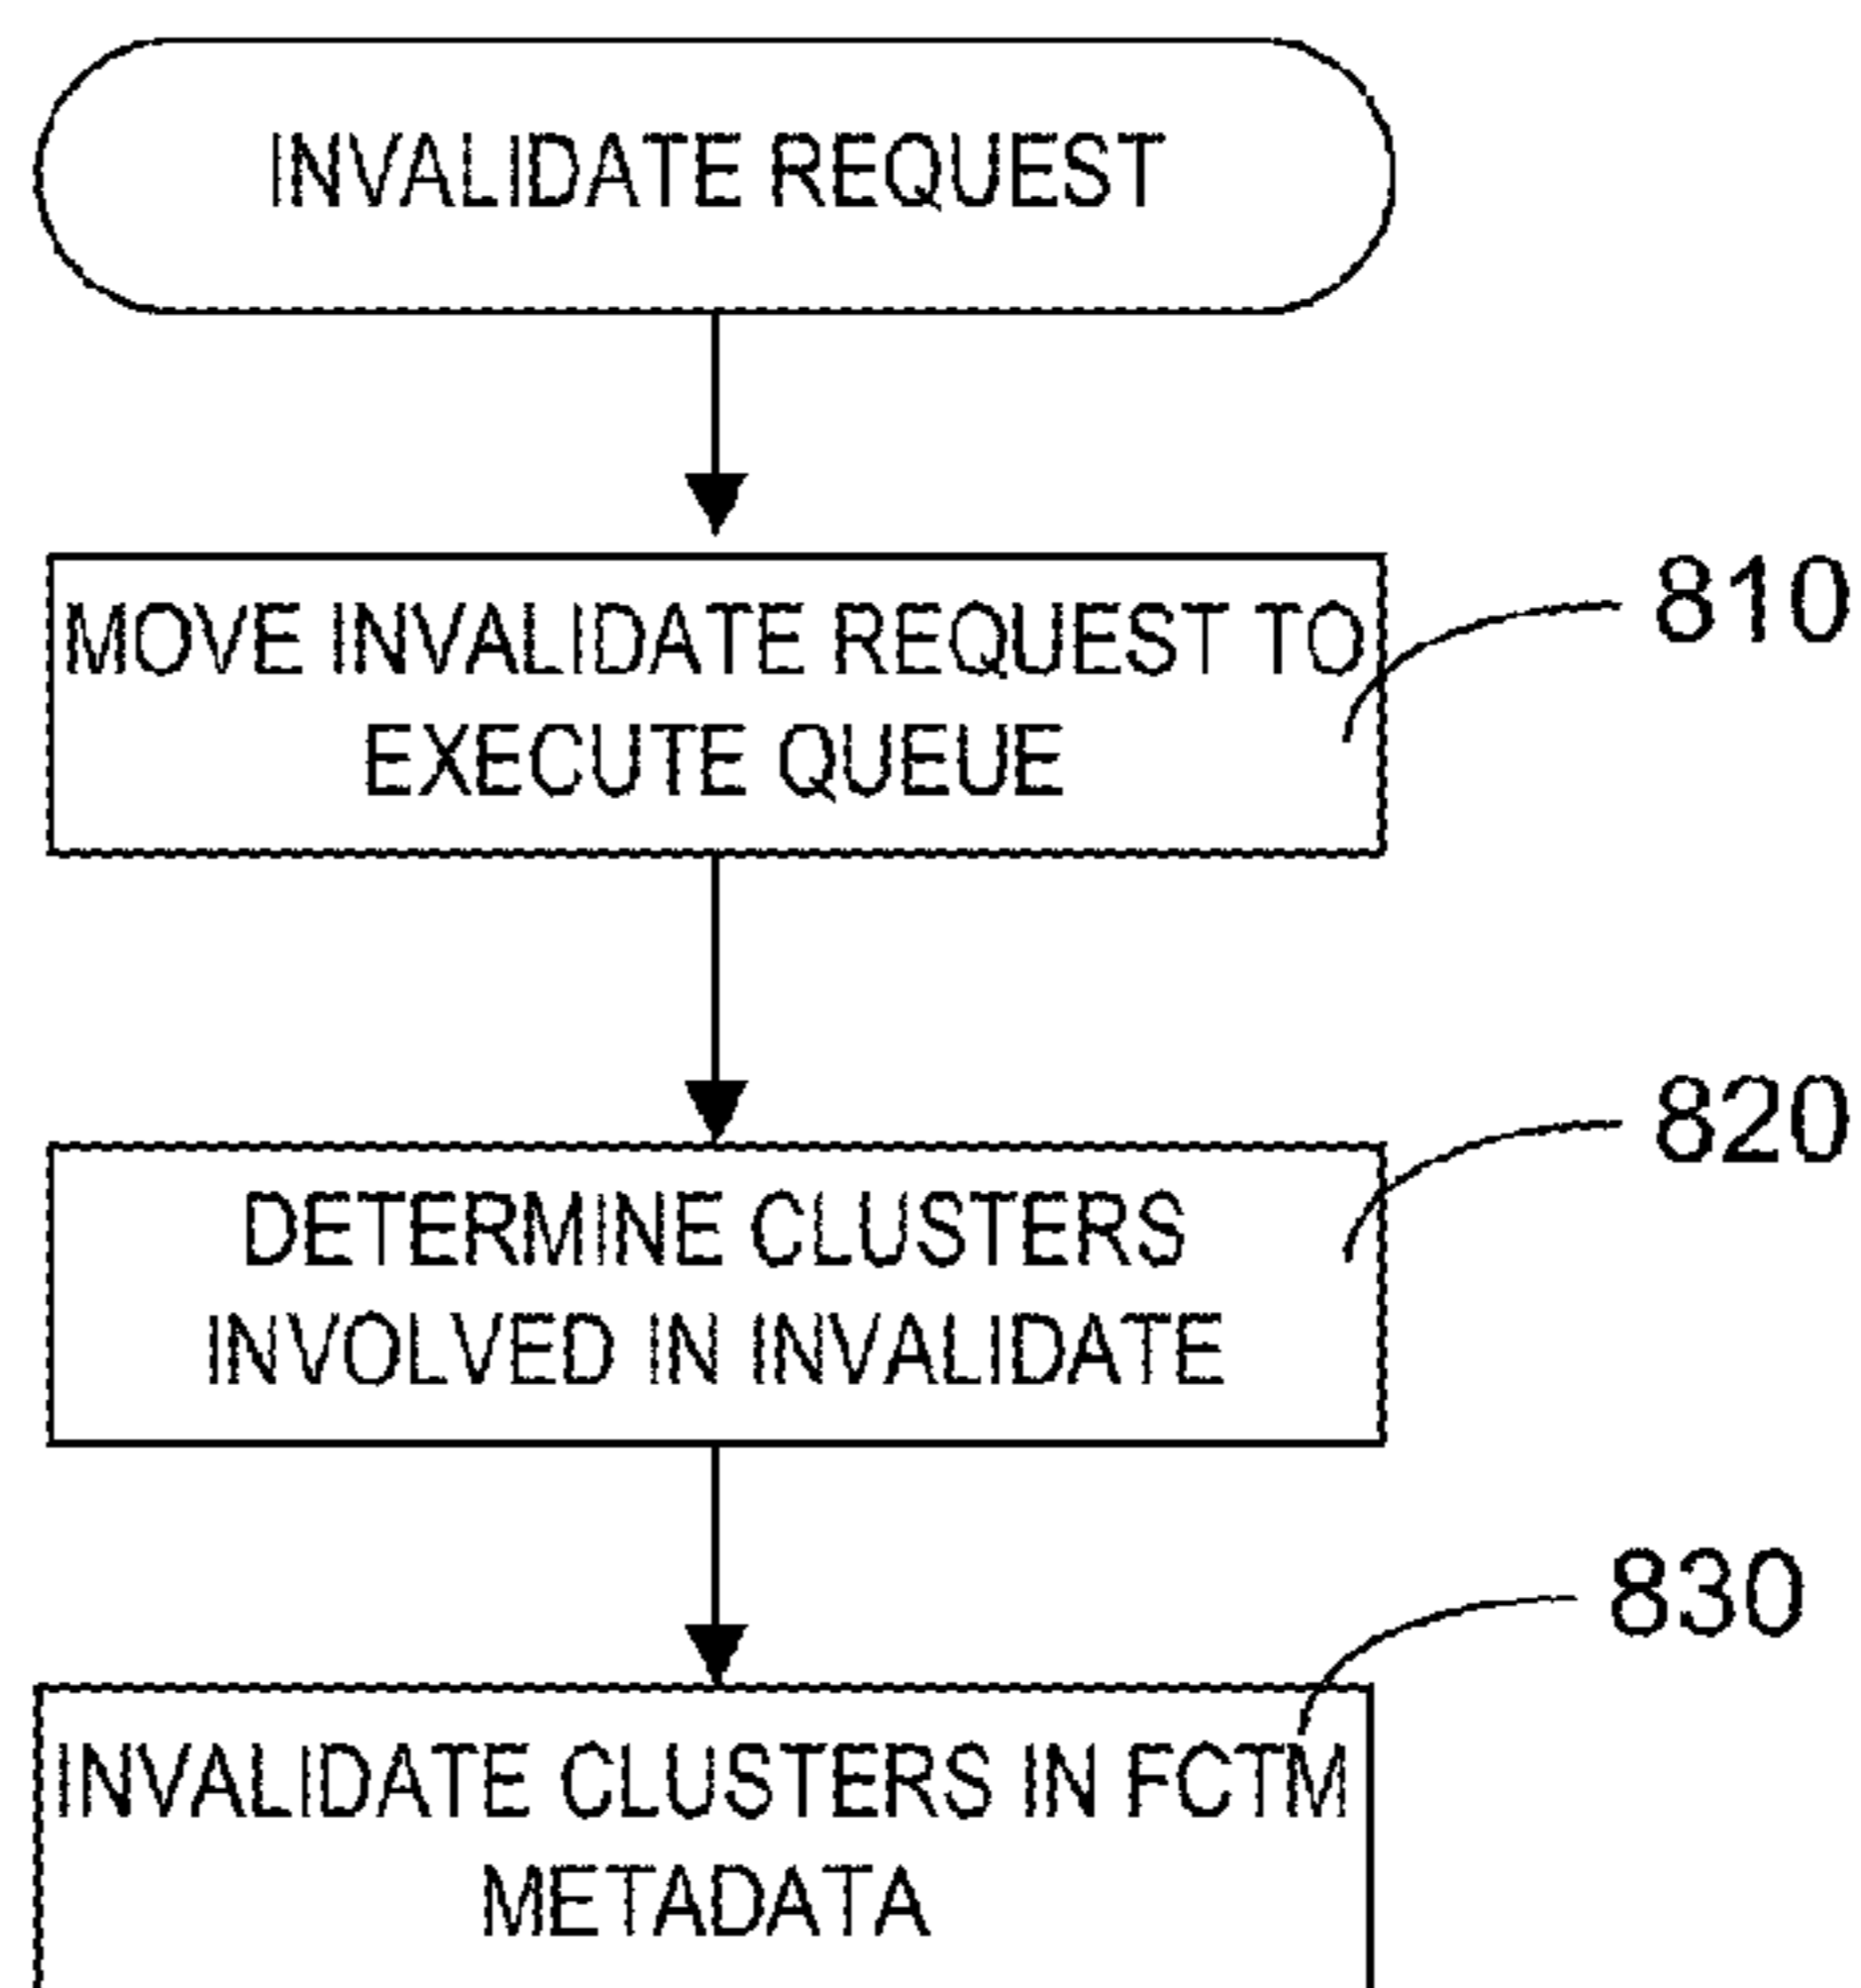 INVALIDATE REQUEST
MOVE INVALIDATE REQUEST TO
EXECUTE QUEUE
810
DETERMINE CLUSTERS
INVOLVED IN INVALIDATE
820
INVALIDATE CLUSTERS IN FCTM
METADATA
830